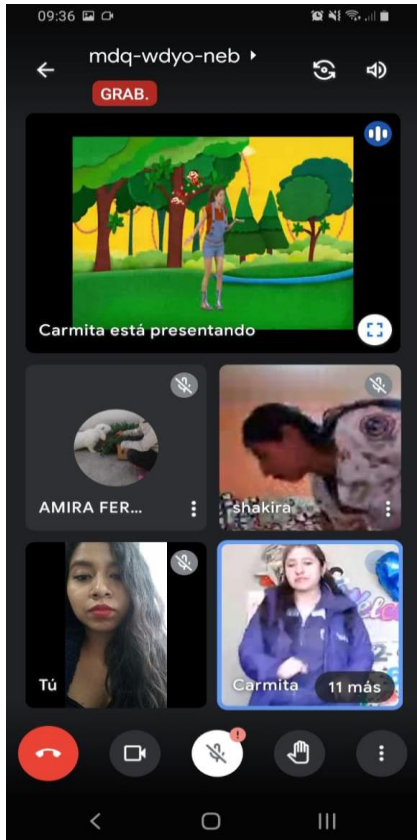 09:36
mdq-wdyo-neb
GRAB.
Carmita está presentando
AMIRA FER...
shakira
Tú
Carmita
11 más